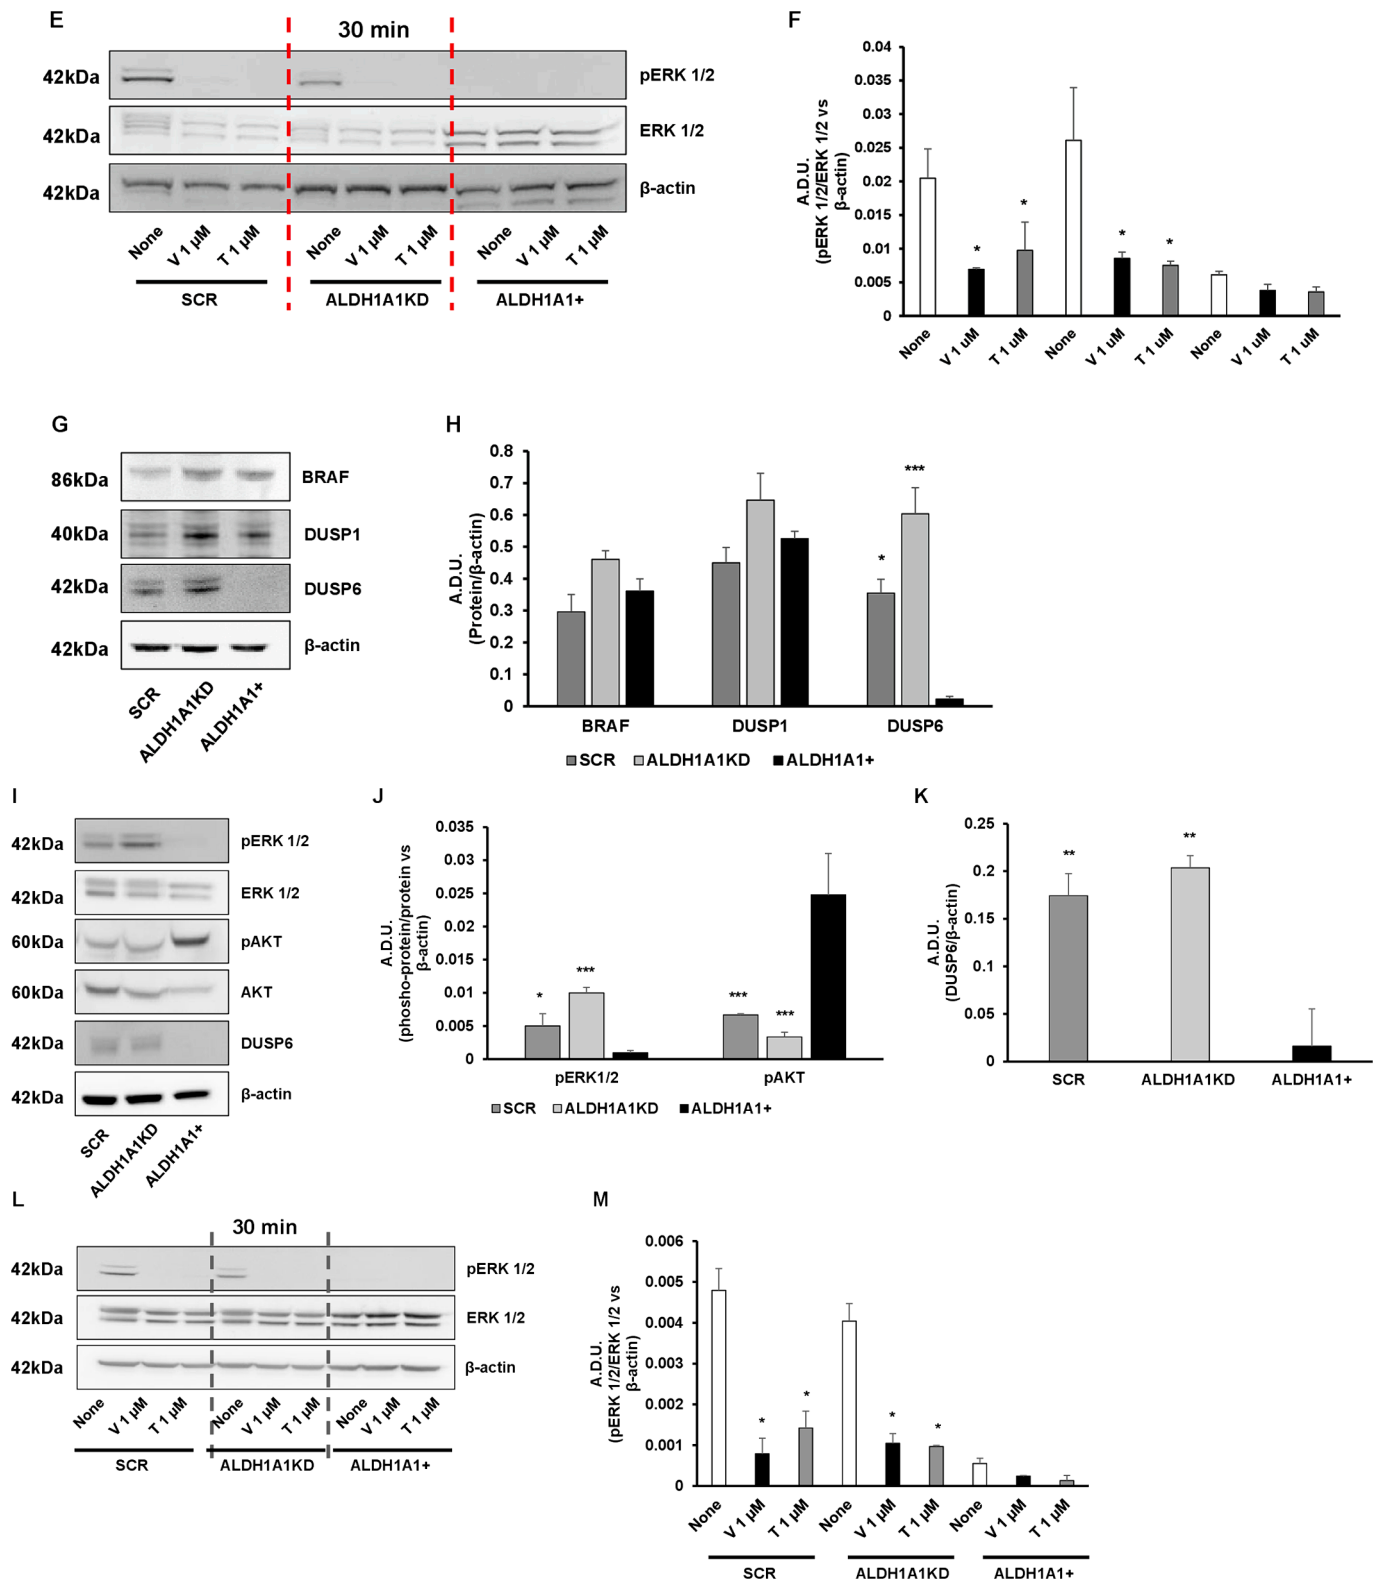 E
30 min
42kDa
pERK 1/2
42kDa
ERK 1/2
42kDa
β-actin
None
V 1 µM
T 1 µM
None
V 1 µM
T 1 µM
None
V 1 µM
T 1 µM
SCR
ALDH1A1KD
ALDH1A1+
F
A.D.U.
(pERK 1/2/ERK 1/2 vs
β-actin)
0.04
0.035
0.03
0.025
0.02
0.015
0.01
0.005
0
*
*
*
*
None
V 1 uM
T 1 uM
None
V 1 uM
T 1 uM
None
V 1 uM
T 1 uM
G
86kDa
BRAF
40kDa
DUSP1
42kDa
DUSP6
42kDa
β-actin
SCR
ALDH1A1KD
ALDH1A1+
H
A.D.U.
(Protein/β-actin)
0.8
0.7
0.6
0.5
0.4
0.3
0.2
0.1
0
*
***
BRAF
DUSP1
DUSP6
SCR
ALDH1A1KD
ALDH1A1+
I
42kDa
pERK 1/2
42kDa
ERK 1/2
60kDa
pAKT
60kDa
AKT
42kDa
DUSP6
42kDa
β-actin
SCR
ALDH1A1KD
ALDH1A1+
J
A.D.U.
(phosho-protein/protein vs
β-actin)
0.035
0.03
0.025
0.02
0.015
0.01
0.005
0
*
***
***
***
pERK1/2
pAKT
SCR
ALDH1A1KD
ALDH1A1+
K
A.D.U.
(DUSP6/β-actin)
0.25
0.2
0.15
0.1
0.05
0
**
**
SCR
ALDH1A1KD
ALDH1A1+
L
30 min
42kDa
pERK 1/2
42kDa
ERK 1/2
42kDa
β-actin
None
V 1 µM
T 1 µM
None
V 1 µM
T 1 µM
None
V 1 µM
T 1 µM
SCR
ALDH1A1KD
ALDH1A1+
M
A.D.U.
(pERK 1/2/ERK 1/2 vs
β-actin)
0.006
0.005
0.004
0.003
0.002
0.001
0
*
*
*
*
None
V 1 µM
T 1 µM
None
V 1 µM
T 1 µM
None
V 1 µM
T 1 µM
SCR
ALDH1A1KD
ALDH1A1+